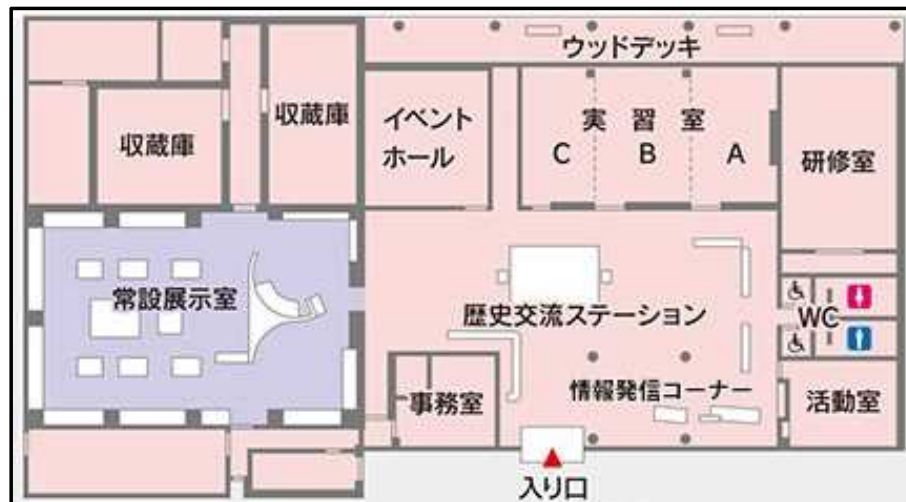 ウッドデッキ
収蔵庫
収蔵庫
イベント
ホール
実 習 室
C B A
研修室
常設展示室
歴史交流ステーション
WC
事務室
情報発信コーナー
活動室
入り口